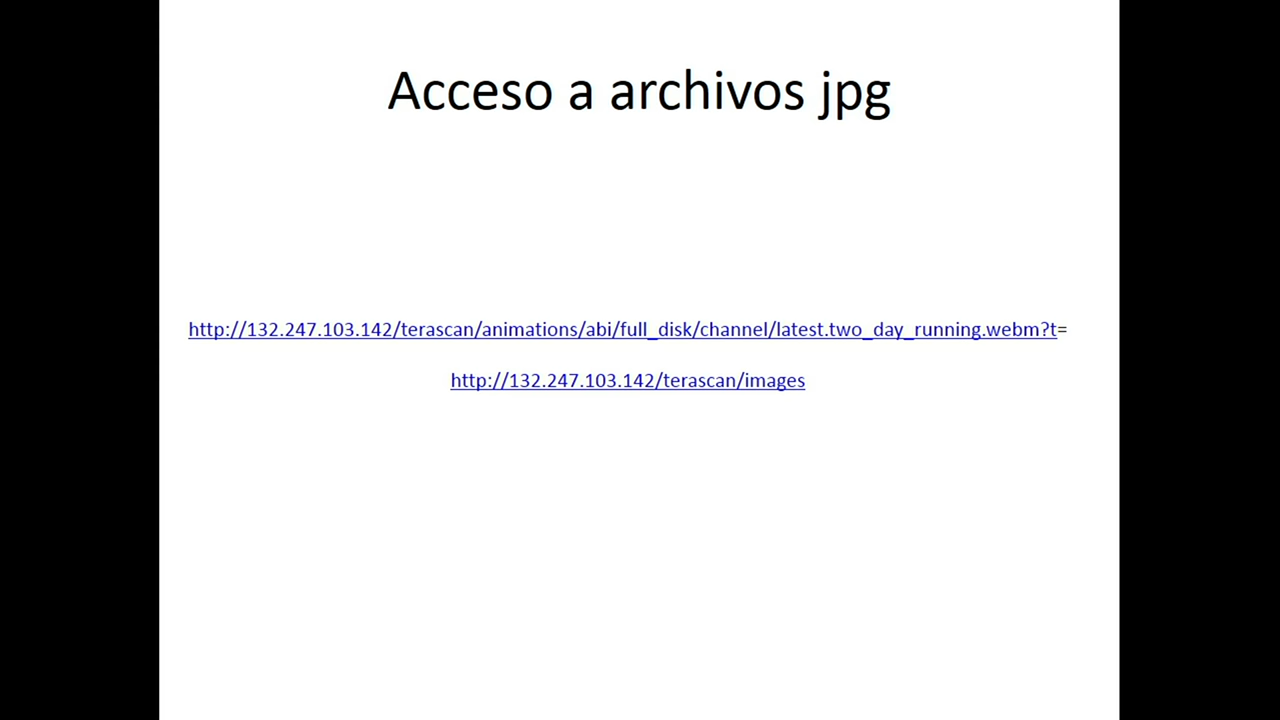 Acceso a archivos jpg
http://132.247.103.142/terascan/animations/abi/full_disk/channel/latest.two_day_running.webm?t=
http://132.247.103.142/terascan/images